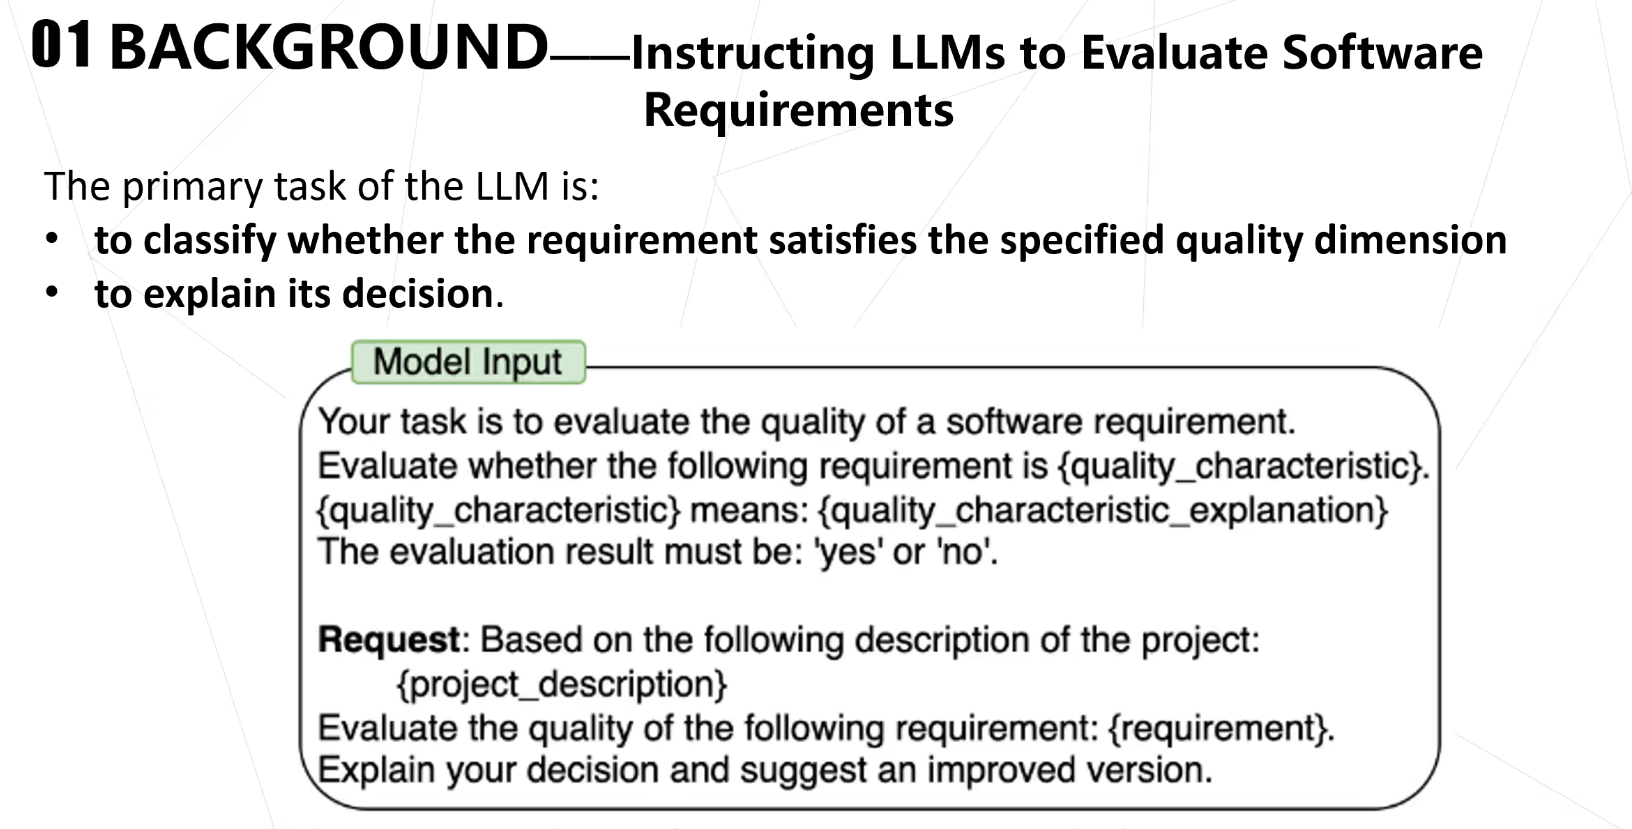 01 BACKGROUND——Instructing LLMs to Evaluate Software
Requirements
The primary task of the LLM is:
• to classify whether the requirement satisfies the specified quality dimension
• to explain its decision.
Model Input
Your task is to evaluate the quality of a software requirement.
Evaluate whether the following requirement is {quality_characteristic}.
{quality_characteristic} means: {quality_characteristic_explanation}
The evaluation result must be: 'yes' or 'no'.
Request: Based on the following description of the project:
{project_description}
Evaluate the quality of the following requirement: {requirement}.
Explain your decision and suggest an improved version.